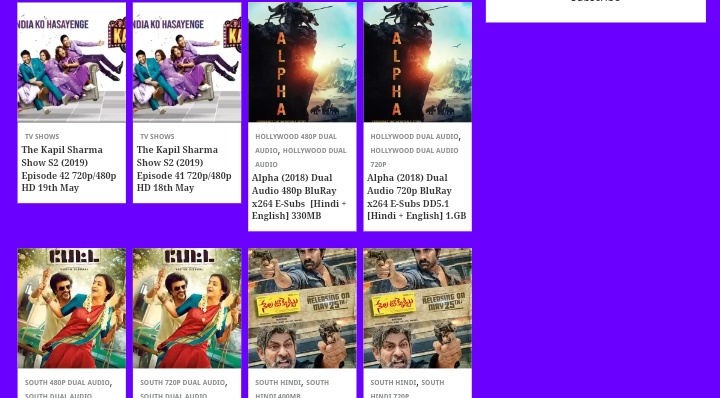 Subscribe
NDIA KO HASAYENGE
KA
TV SHOWS
The Kapil Sharma
Show S2 (2019)
Episode 42 720p/480p
HD 19th May
NDIA KO HASAYENGE
KA
TV SHOWS
The Kapil Sharma
Show S2 (2019)
Episode 41 720p/480p
HD 18th May
ALPHA
HOLLYWOOD 480P DUAL
AUDIO, HOLLYWOOD DUAL
AUDIO
Alpha (2018) Dual
Audio 480p BluRay
x264 E-Subs [Hindi +
English] 330MB
ALPHA
HOLLYWOOD DUAL AUDIO,
HOLLYWOOD DUAL AUDIO
720P
Alpha (2018) Dual
Audio 720p BluRay
x264 E-Subs DD5.1
[Hindi + English] 1.GB
SOUTH 480P DUAL AUDIO,
SOUTH DUAL AUDIO
SOUTH 720P DUAL AUDIO,
SOUTH DUAL AUDIO
నేల టిక్కెట్టు
RELEASING ON
MAY 25TH
SOUTH HINDI, SOUTH
HINDI 400MB
నేల టిక్కెట్టు
RELEASING ON
MAY 25TH
SOUTH HINDI, SOUTH
HINDI 720P